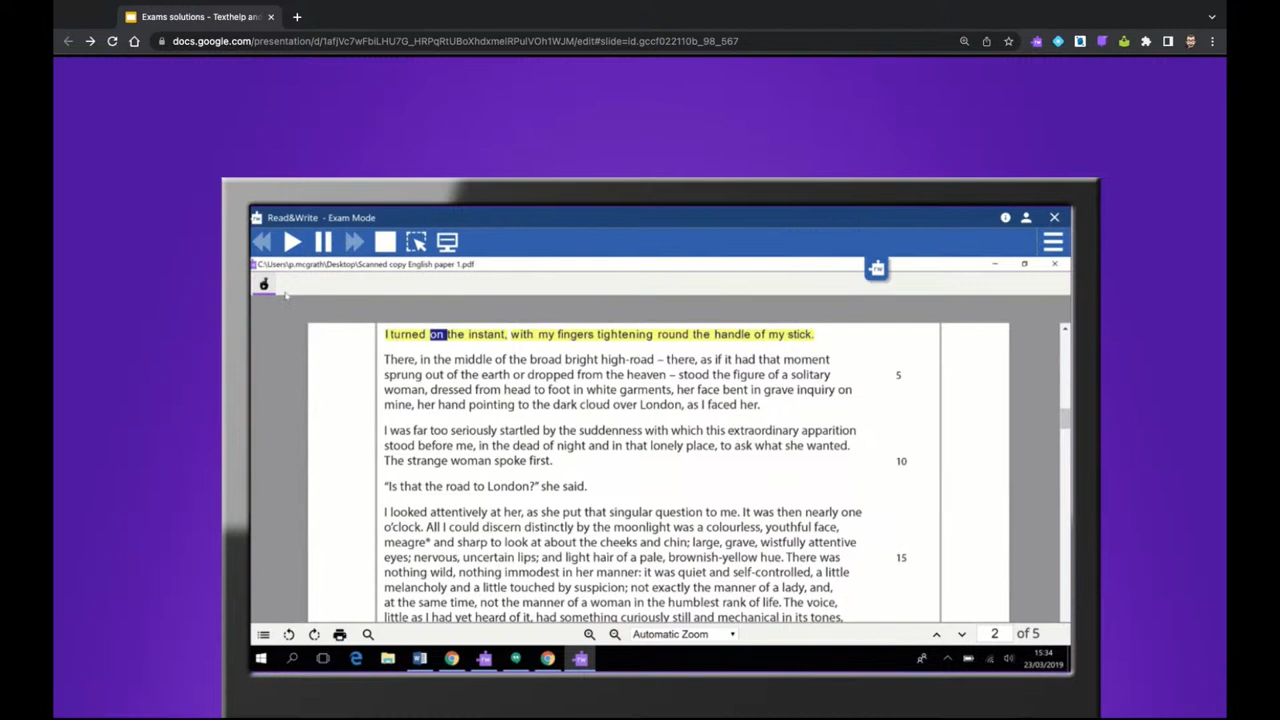 Exams solutions - Texthelp and
docs.google.com/presentation/d/1afjVc7wFbiLHU7G_HRPqRtUBoXhdxmeIRPulVOh1WJM/edit#slide=id.gccf022110b_98_567
Read&Write - Exam Mode
C:\Users\p.mcgrath\Desktop\Scanned copy English paper 1.pdf
I turned on the instant, with my fingers tightening round the handle of my stick.
There, in the middle of the broad bright high-road – there, as if it had that moment
sprung out of the earth or dropped from the heaven – stood the figure of a solitary 5
woman, dressed from head to foot in white garments, her face bent in grave inquiry on
mine, her hand pointing to the dark cloud over London, as I faced her.
I was far too seriously startled by the suddenness with which this extraordinary apparition
stood before me, in the dead of night and in that lonely place, to ask what she wanted.
The strange woman spoke first. 10
“Is that the road to London?” she said.
I looked attentively at her, as she put that singular question to me. It was then nearly one
o’clock. All I could discern distinctly by the moonlight was a colourless, youthful face,
meagre* and sharp to look at about the cheeks and chin; large, grave, wistfully attentive
eyes; nervous, uncertain lips; and light hair of a pale, brownish-yellow hue. There was 15
nothing wild, nothing immodest in her manner: it was quiet and self-controlled, a little
melancholy and a little touched by suspicion; not exactly the manner of a lady, and,
at the same time, not the manner of a woman in the humblest rank of life. The voice,
little as I had yet heard of it, had something curiously still and mechanical in its tones,
Automatic Zoom 2 of 5
15:34
23/03/2019